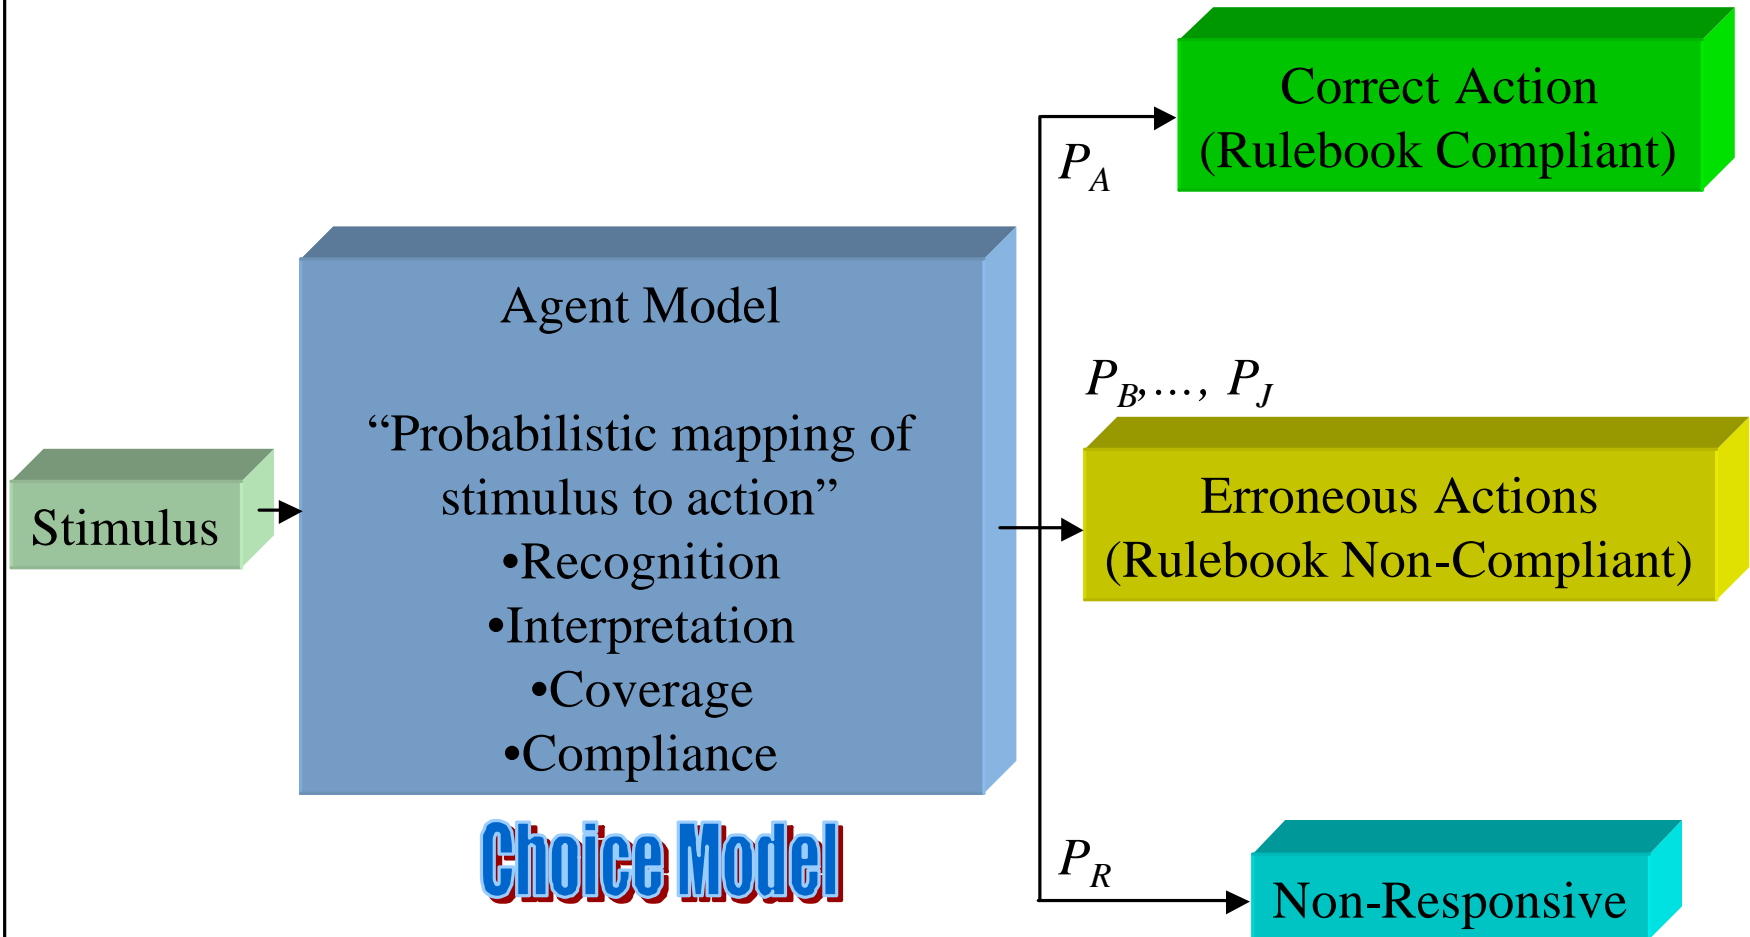 Stimulus
Agent Model
“Probabilistic mapping of
stimulus to action”
•Recognition
•Interpretation
•Coverage
•Compliance
Choice Model
P_A
Correct Action
(Rulebook Compliant)
P_B,..., P_J
Erroneous Actions
(Rulebook Non-Compliant)
P_R
Non-Responsive